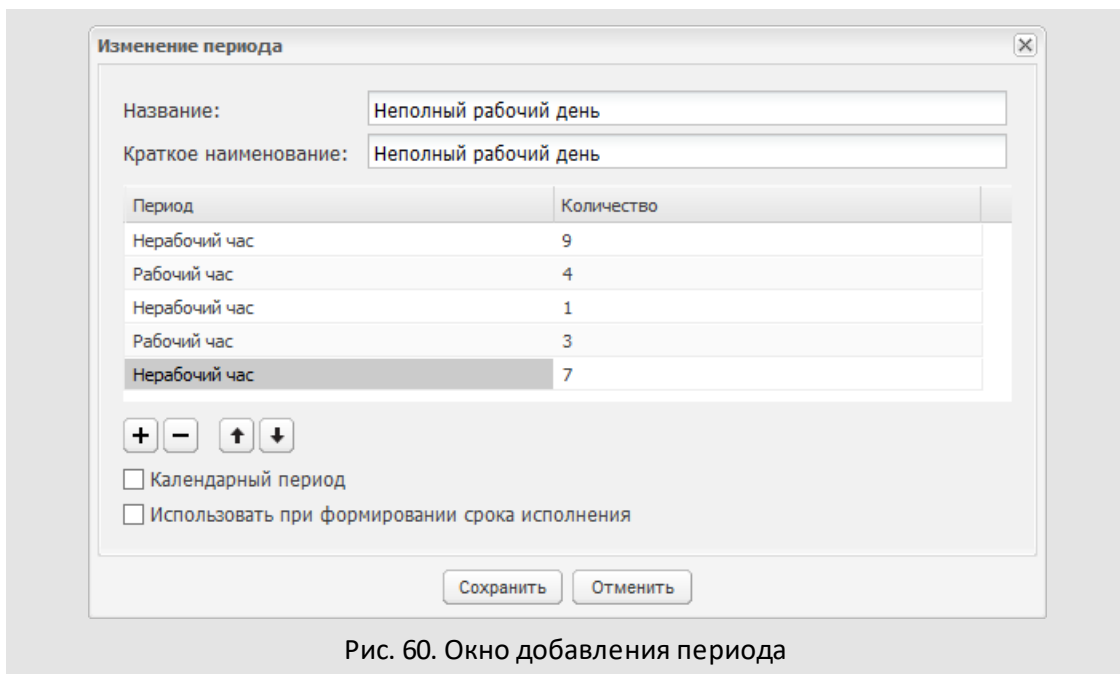 Изменение периода
Название: Неполный рабочий день
Краткое наименование: Неполный рабочий день
Период Количество
Нерабочий час 9
Рабочий час 4
Нерабочий час 1
Рабочий час 3
Нерабочий час 7
Календарный период
Использовать при формировании срока исполнения
Сохранить Отменить
Рис. 60. Окно добавления периода